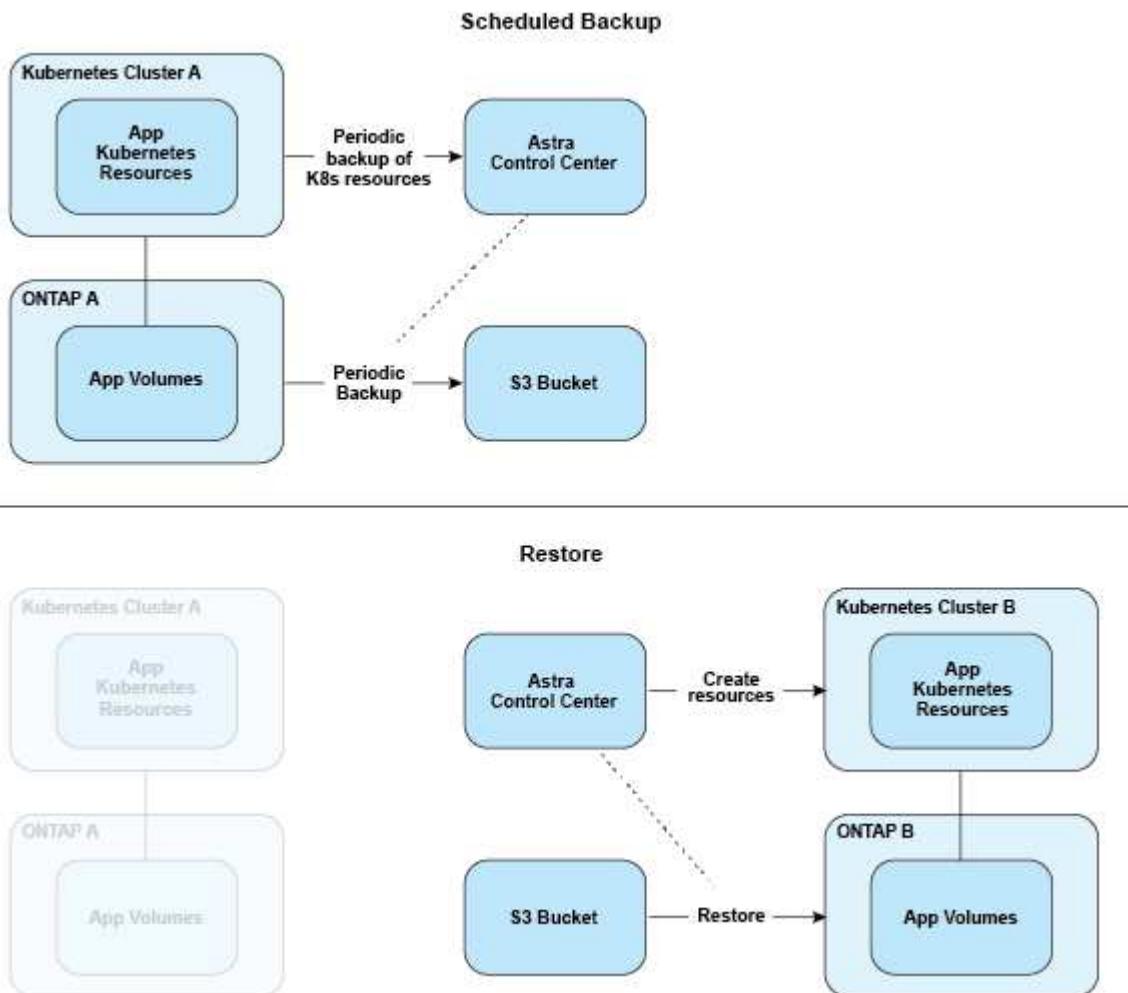 Scheduled Backup
Kubernetes Cluster A
App
Kubernetes
Resources
Periodic
backup of
K8s resources
Astra
Control Center
ONTAP A
App Volumes
Periodic
Backup
S3 Bucket
Restore
Kubernetes Cluster A
App
Kubernetes
Resources
Astra
Control Center
Create
resources
Kubernetes Cluster B
App
Kubernetes
Resources
ONTAP A
App Volumes
S3 Bucket
Restore
ONTAP B
App Volumes